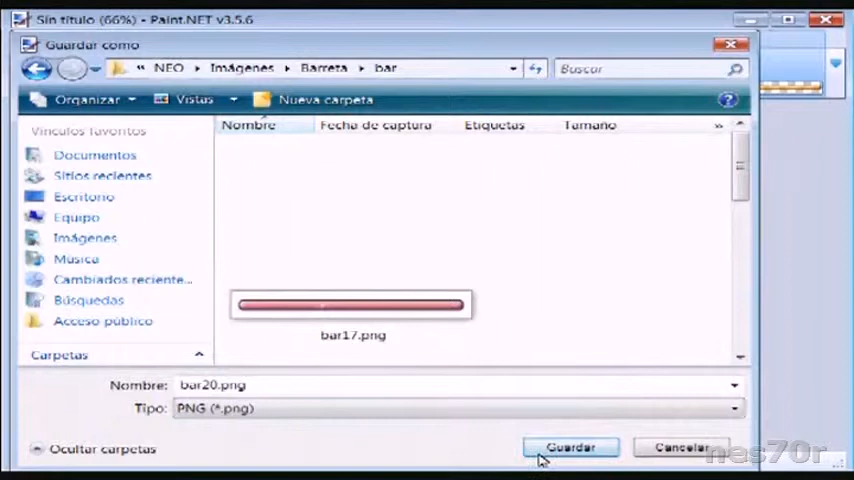 Sin título (66%) - Paint.NET v3.5.6
Guardar como
« NEO Imágenes Barreta bar
Buscar
Organizar Vistas Nueva carpeta
Vínculos favoritos
Documentos
Sitios recientes
Escritorio
Equipo
Imágenes
Música
Cambiados reciente...
Búsquedas
Acceso público
Carpetas
Nombre Fecha de captura Etiquetas Tamaño »
bar17.png
Nombre: bar20.png
Tipo: PNG (*.png)
Ocultar carpetas
Guardar Cancelar
nes70r